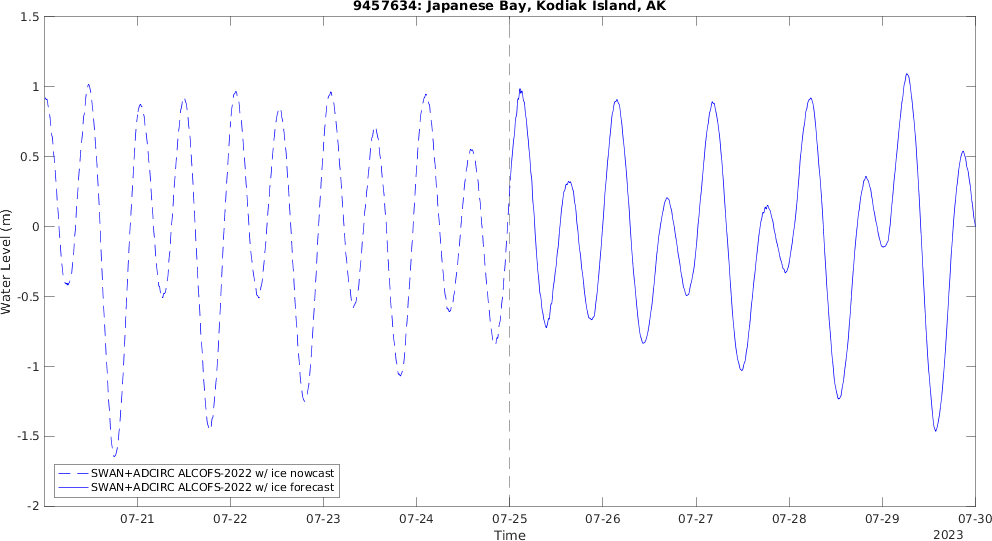 9457634: Japanese Bay, Kodiak Island, AK
1.5
1
0.5
0
-0.5
-1
-1.5
-2
Water Level (m)
SWAN+ADCIRC ALCOFS-2022 w/ ice nowcast
SWAN+ADCIRC ALCOFS-2022 w/ ice forecast
07-21 07-22 07-23 07-24 07-25 07-26 07-27 07-28 07-29 07-30
Time
2023